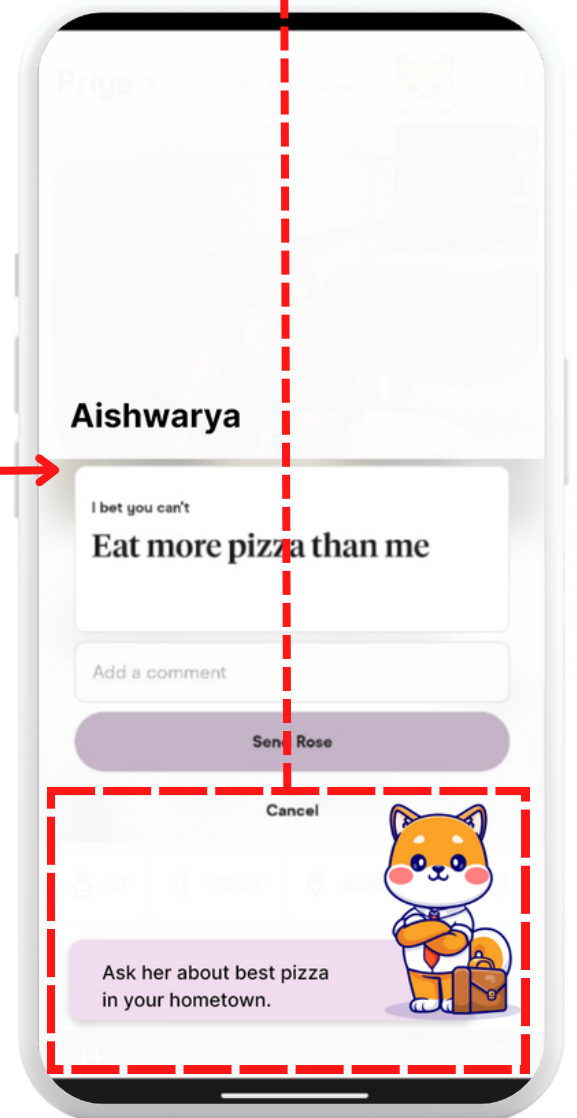 Priya
Aishwarya
I bet you can't
Eat more pizza than me
Add a comment
Send Rose
Cancel
Ask her about best pizza
in your hometown.